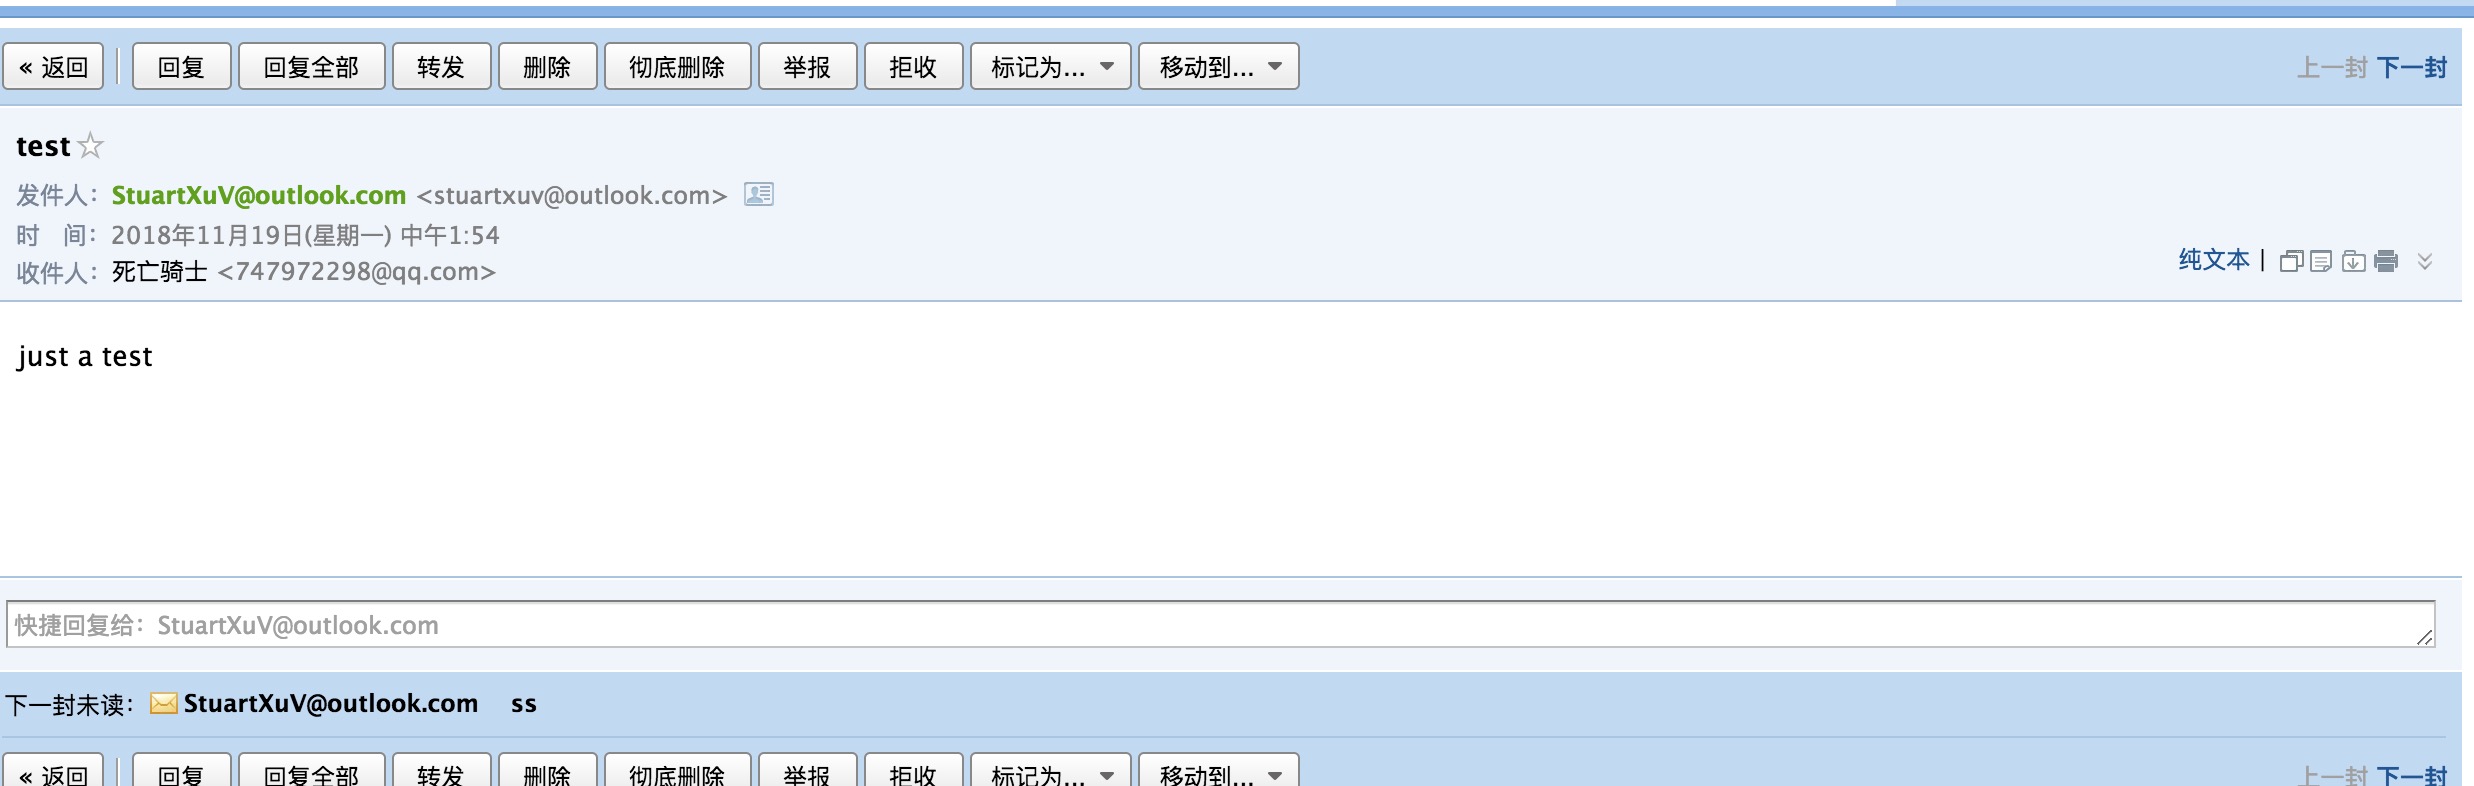 « 返回 回复 回复全部 转发 删除 彻底删除 举报 拒收 标记为... 移动到... 上一封 下一封
test
发件人：StuartXuV@outlook.com <stuartxuv@outlook.com>
时 间：2018年11月19日(星期一) 中午1:54
收件人：死亡骑士 <747972298@qq.com>
纯文本 |
just a test
快捷回复给：StuartXuV@outlook.com
下一封未读：StuartXuV@outlook.com ss
« 返回 回复 回复全部 转发 删除 彻底删除 举报 拒收 标记为... 移动到... 上一封 下一封